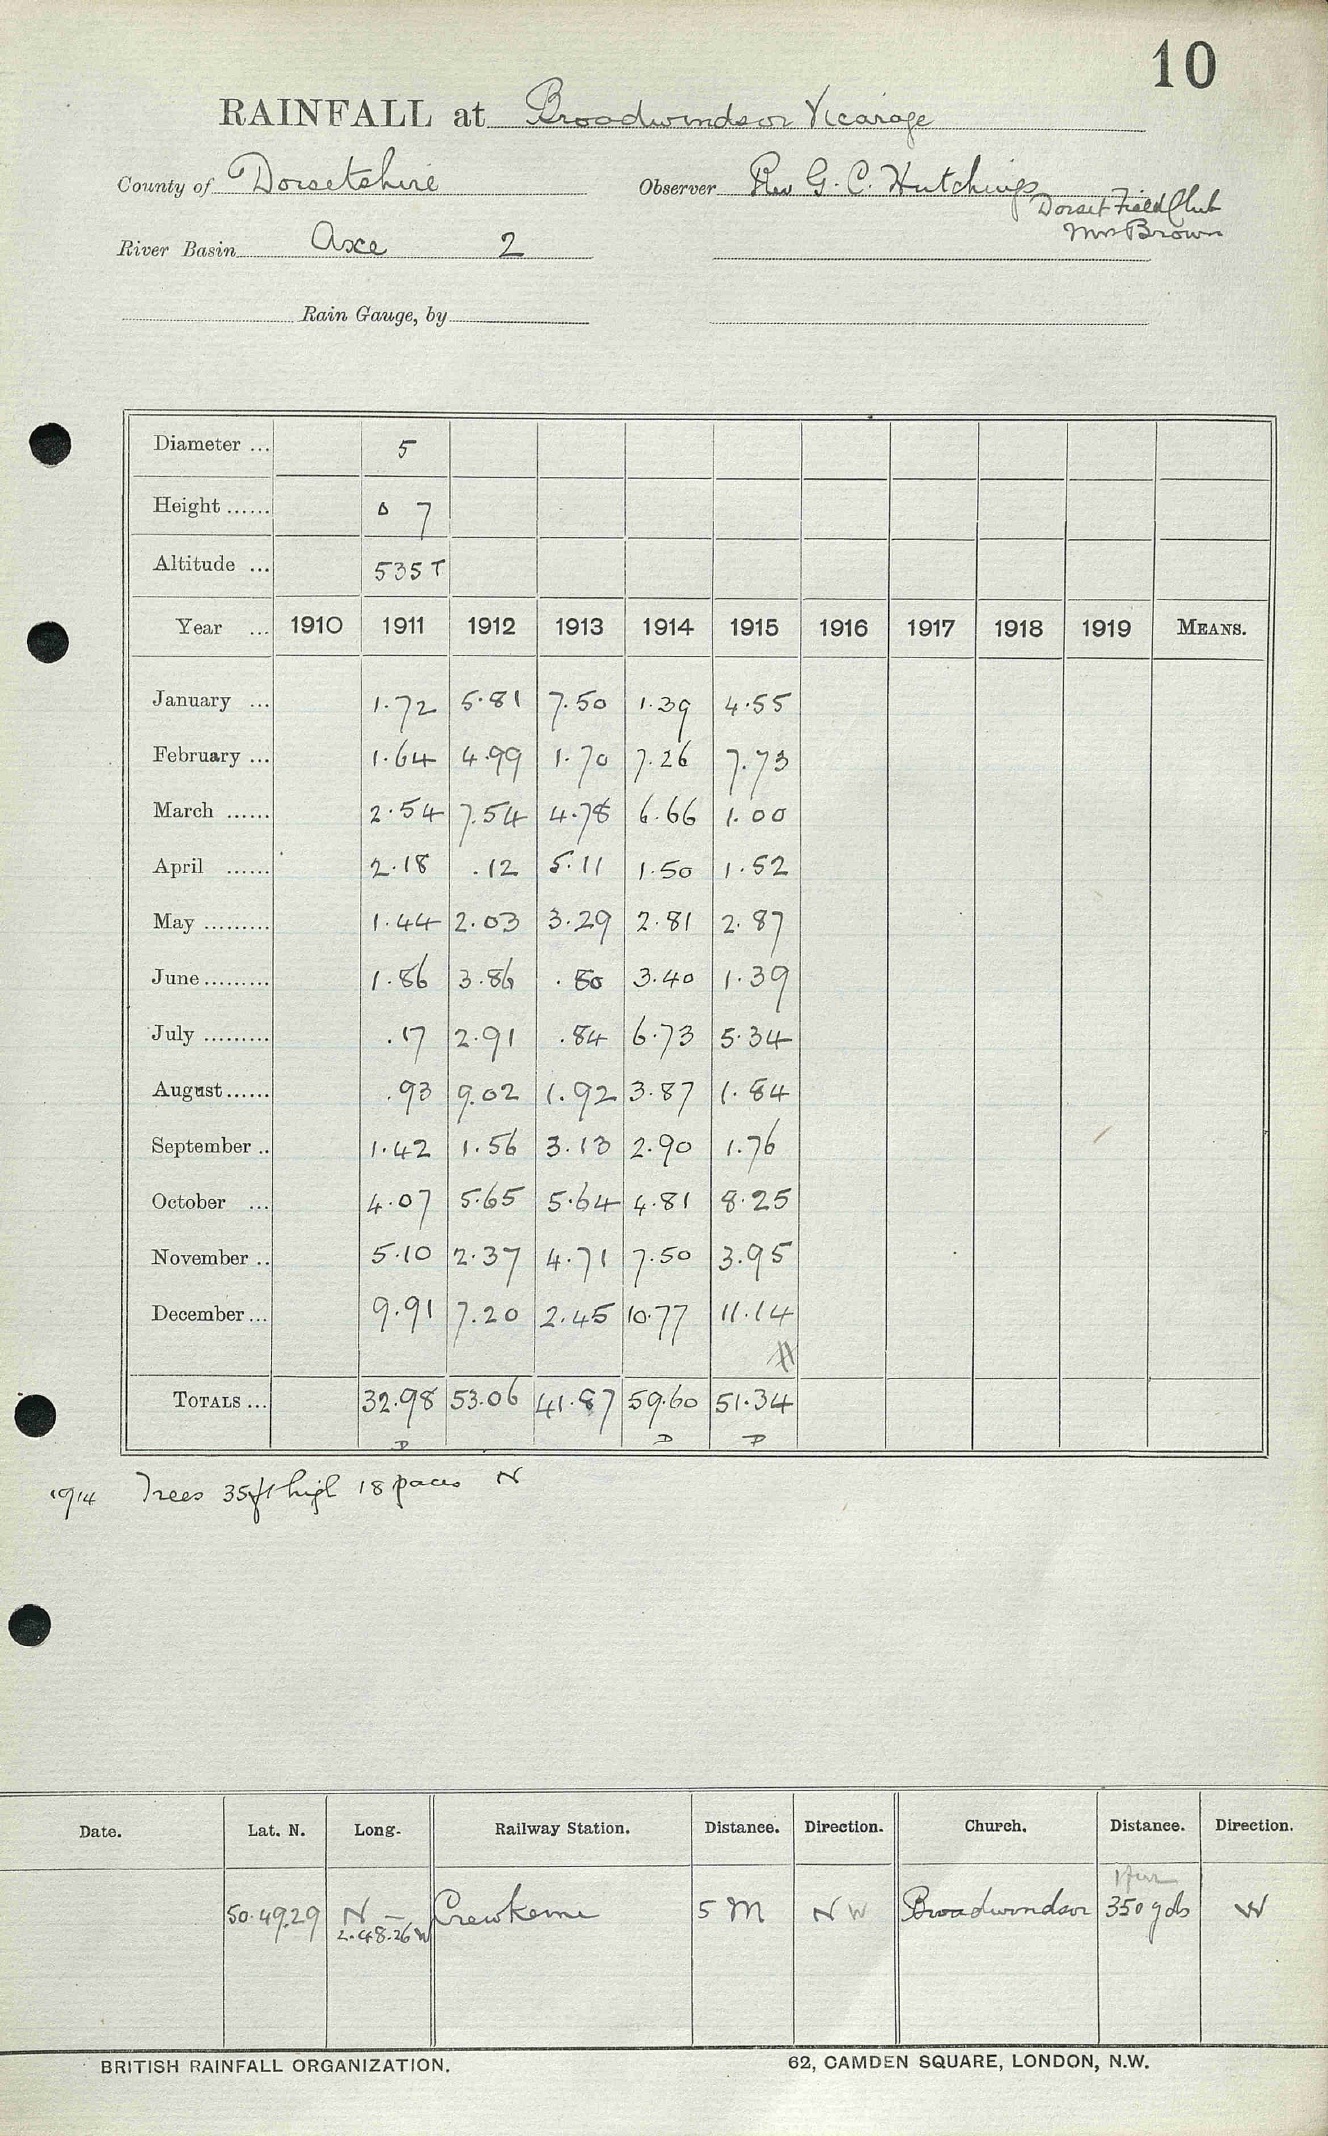 10
RAINFALL at Broadwindsor Vicarage
County of Dorsetshire Observer Rev G. C. Hutchings
Dorset Field Club
River Basin Axe 2 Mr Brown
Rain Gauge, by
Diameter ... 5
Height ...... 0 7
Altitude ... 535 T
Year ... 1910 1911 1912 1913 1914 1915 1916 1917 1918 1919 MEANS.
January ... 1.72 5.81 7.50 1.39 4.55
February ... 1.64 4.99 1.70 7.26 7.73
March ...... 2.54 7.54 4.78 6.66 1.00
April ...... 2.18 .12 5.11 1.50 1.52
May ......... 1.44 2.03 3.29 2.81 2.87
June ......... 1.86 3.86 .80 3.40 1.39
July ......... .17 2.91 .84 6.73 5.34
August ...... .93 9.02 1.92 3.87 1.84
September .. 1.42 1.56 3.13 2.90 1.76
October ... 4.07 5.65 5.64 4.81 8.25
November .. 5.10 2.37 4.71 7.50 3.95
December ... 9.91 7.20 2.45 10.77 11.14
TOTALS ... 32.98 53.06 41.87 59.60 51.34
D D D
1914 Trees 35ft high 18 paces N
Date. Lat. N. Long. Railway Station. Distance. Direction. Church. Distance. Direction.
1 fur
50.49.29 N — Crewkerne 5 M N W Broadwindsor 350 yds W
2.48.26 W
BRITISH RAINFALL ORGANIZATION. 62, CAMDEN SQUARE, LONDON, N.W.